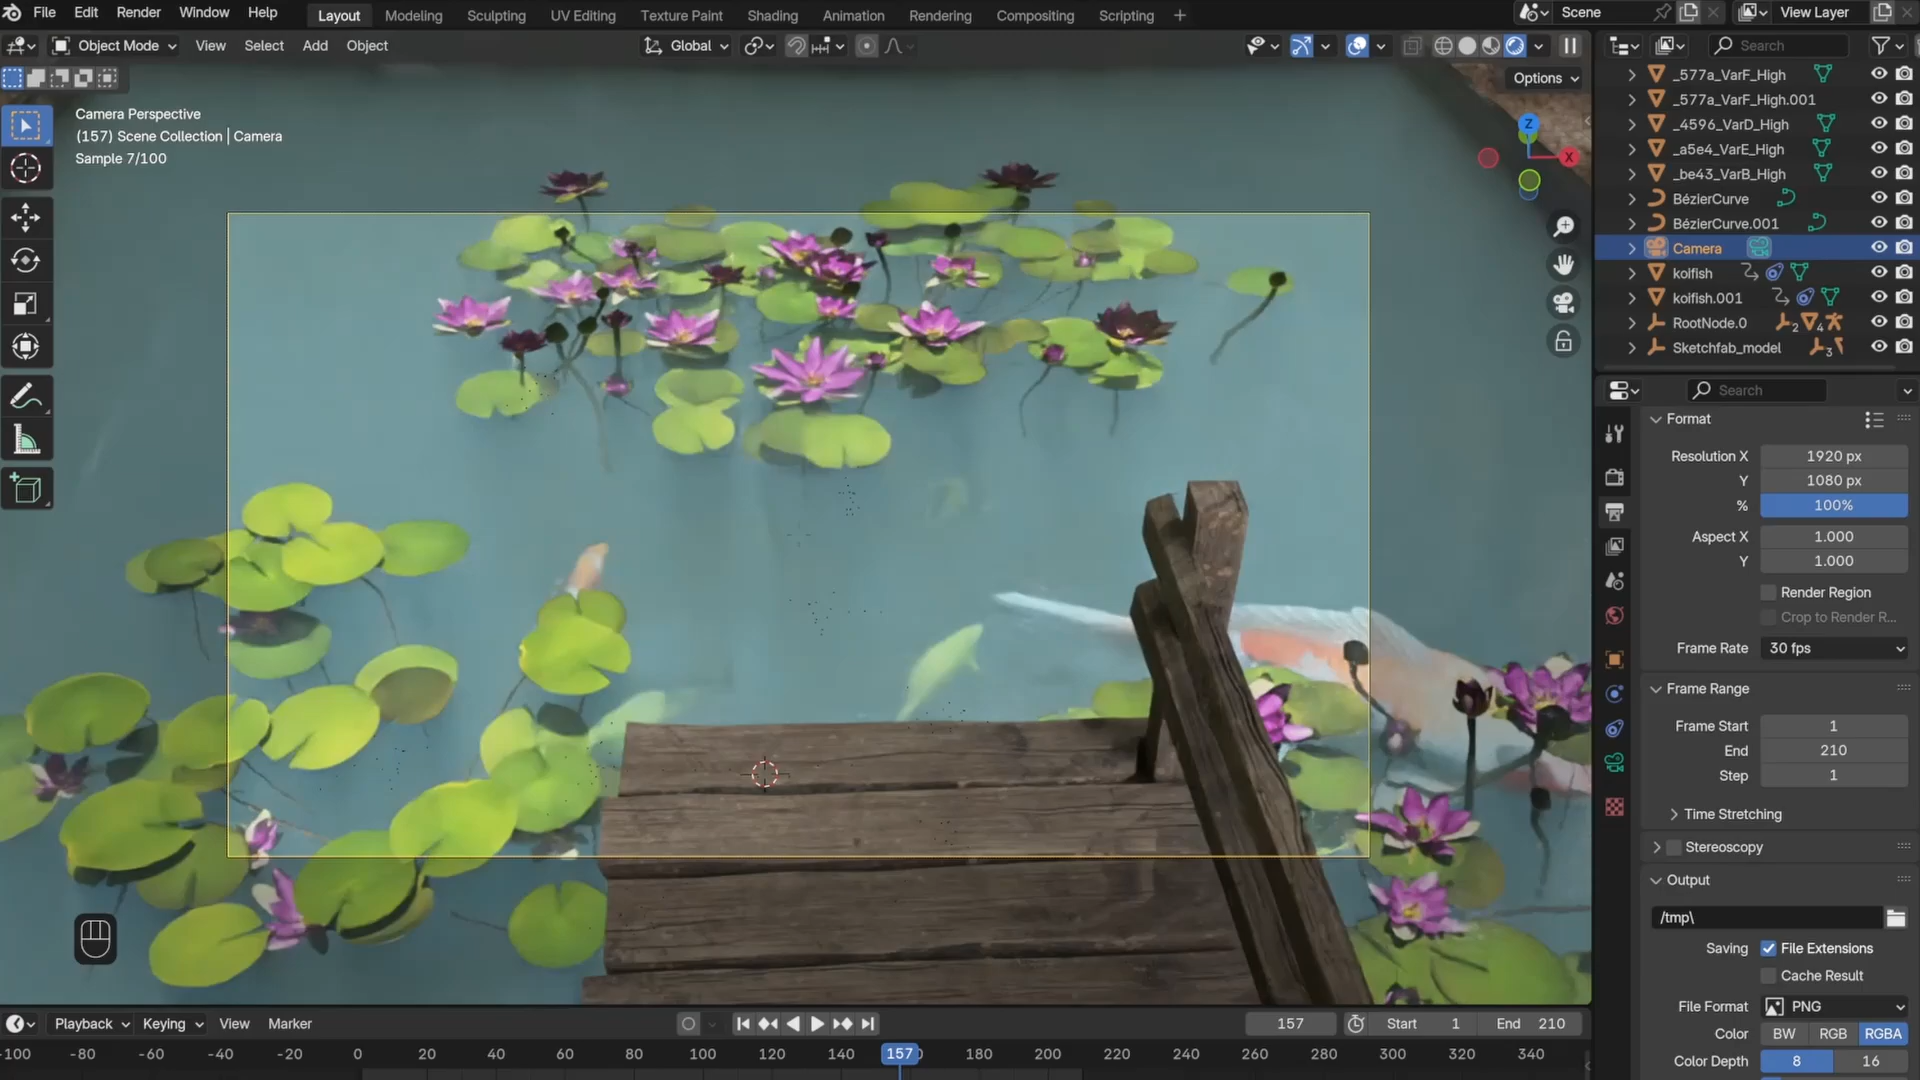 File Edit Render Window Help Layout Modeling Sculpting UV Editing Texture Paint Shading Animation Rendering Compositing Scripting + Scene View Layer
Object Mode View Select Add Object Global Search
Options
Camera Perspective
(157) Scene Collection | Camera
Sample 7/100
Z
X
_577a_VarF_High
_577a_VarF_High.001
_4596_VarD_High
_a5e4_VarE_High
_be43_VarB_High
BézierCurve
BézierCurve.001
Camera
koifish
koifish.001
RootNode.0 2 4
Sketchfab_model 3
Search
Format
Resolution X 1920 px
Y 1080 px
% 100%
Aspect X 1.000
Y 1.000
Render Region
Crop to Render R...
Frame Rate 30 fps
Frame Range
Frame Start 1
End 210
Step 1
Time Stretching
Stereoscopy
Output
/tmp\
Saving File Extensions
Cache Result
File Format PNG
Color BW RGB RGBA
Color Depth 8 16
Playback Keying View Marker 157 Start 1 End 210
-100 -80 -60 -40 -20 0 20 40 60 80 100 120 140 157 180 200 220 240 260 280 300 320 340